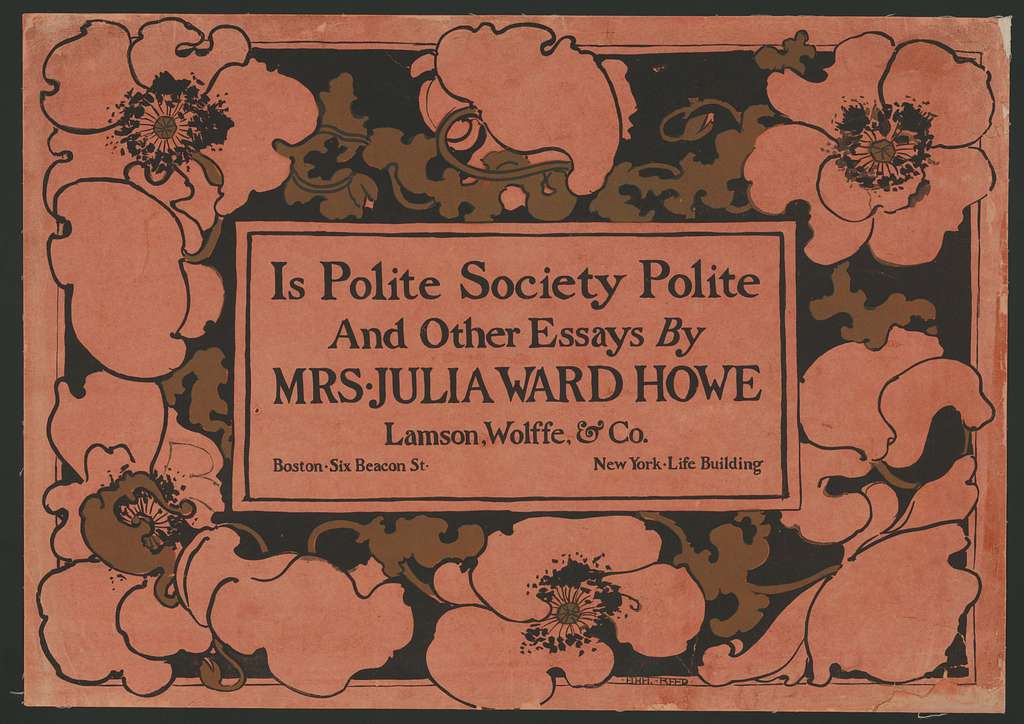 Is Polite Society Polite
And Other Essays By
MRS·JULIA WARD HOWE
Lamson, Wolffe, & Co.
Boston·Six Beacon St·
New York·Life Building